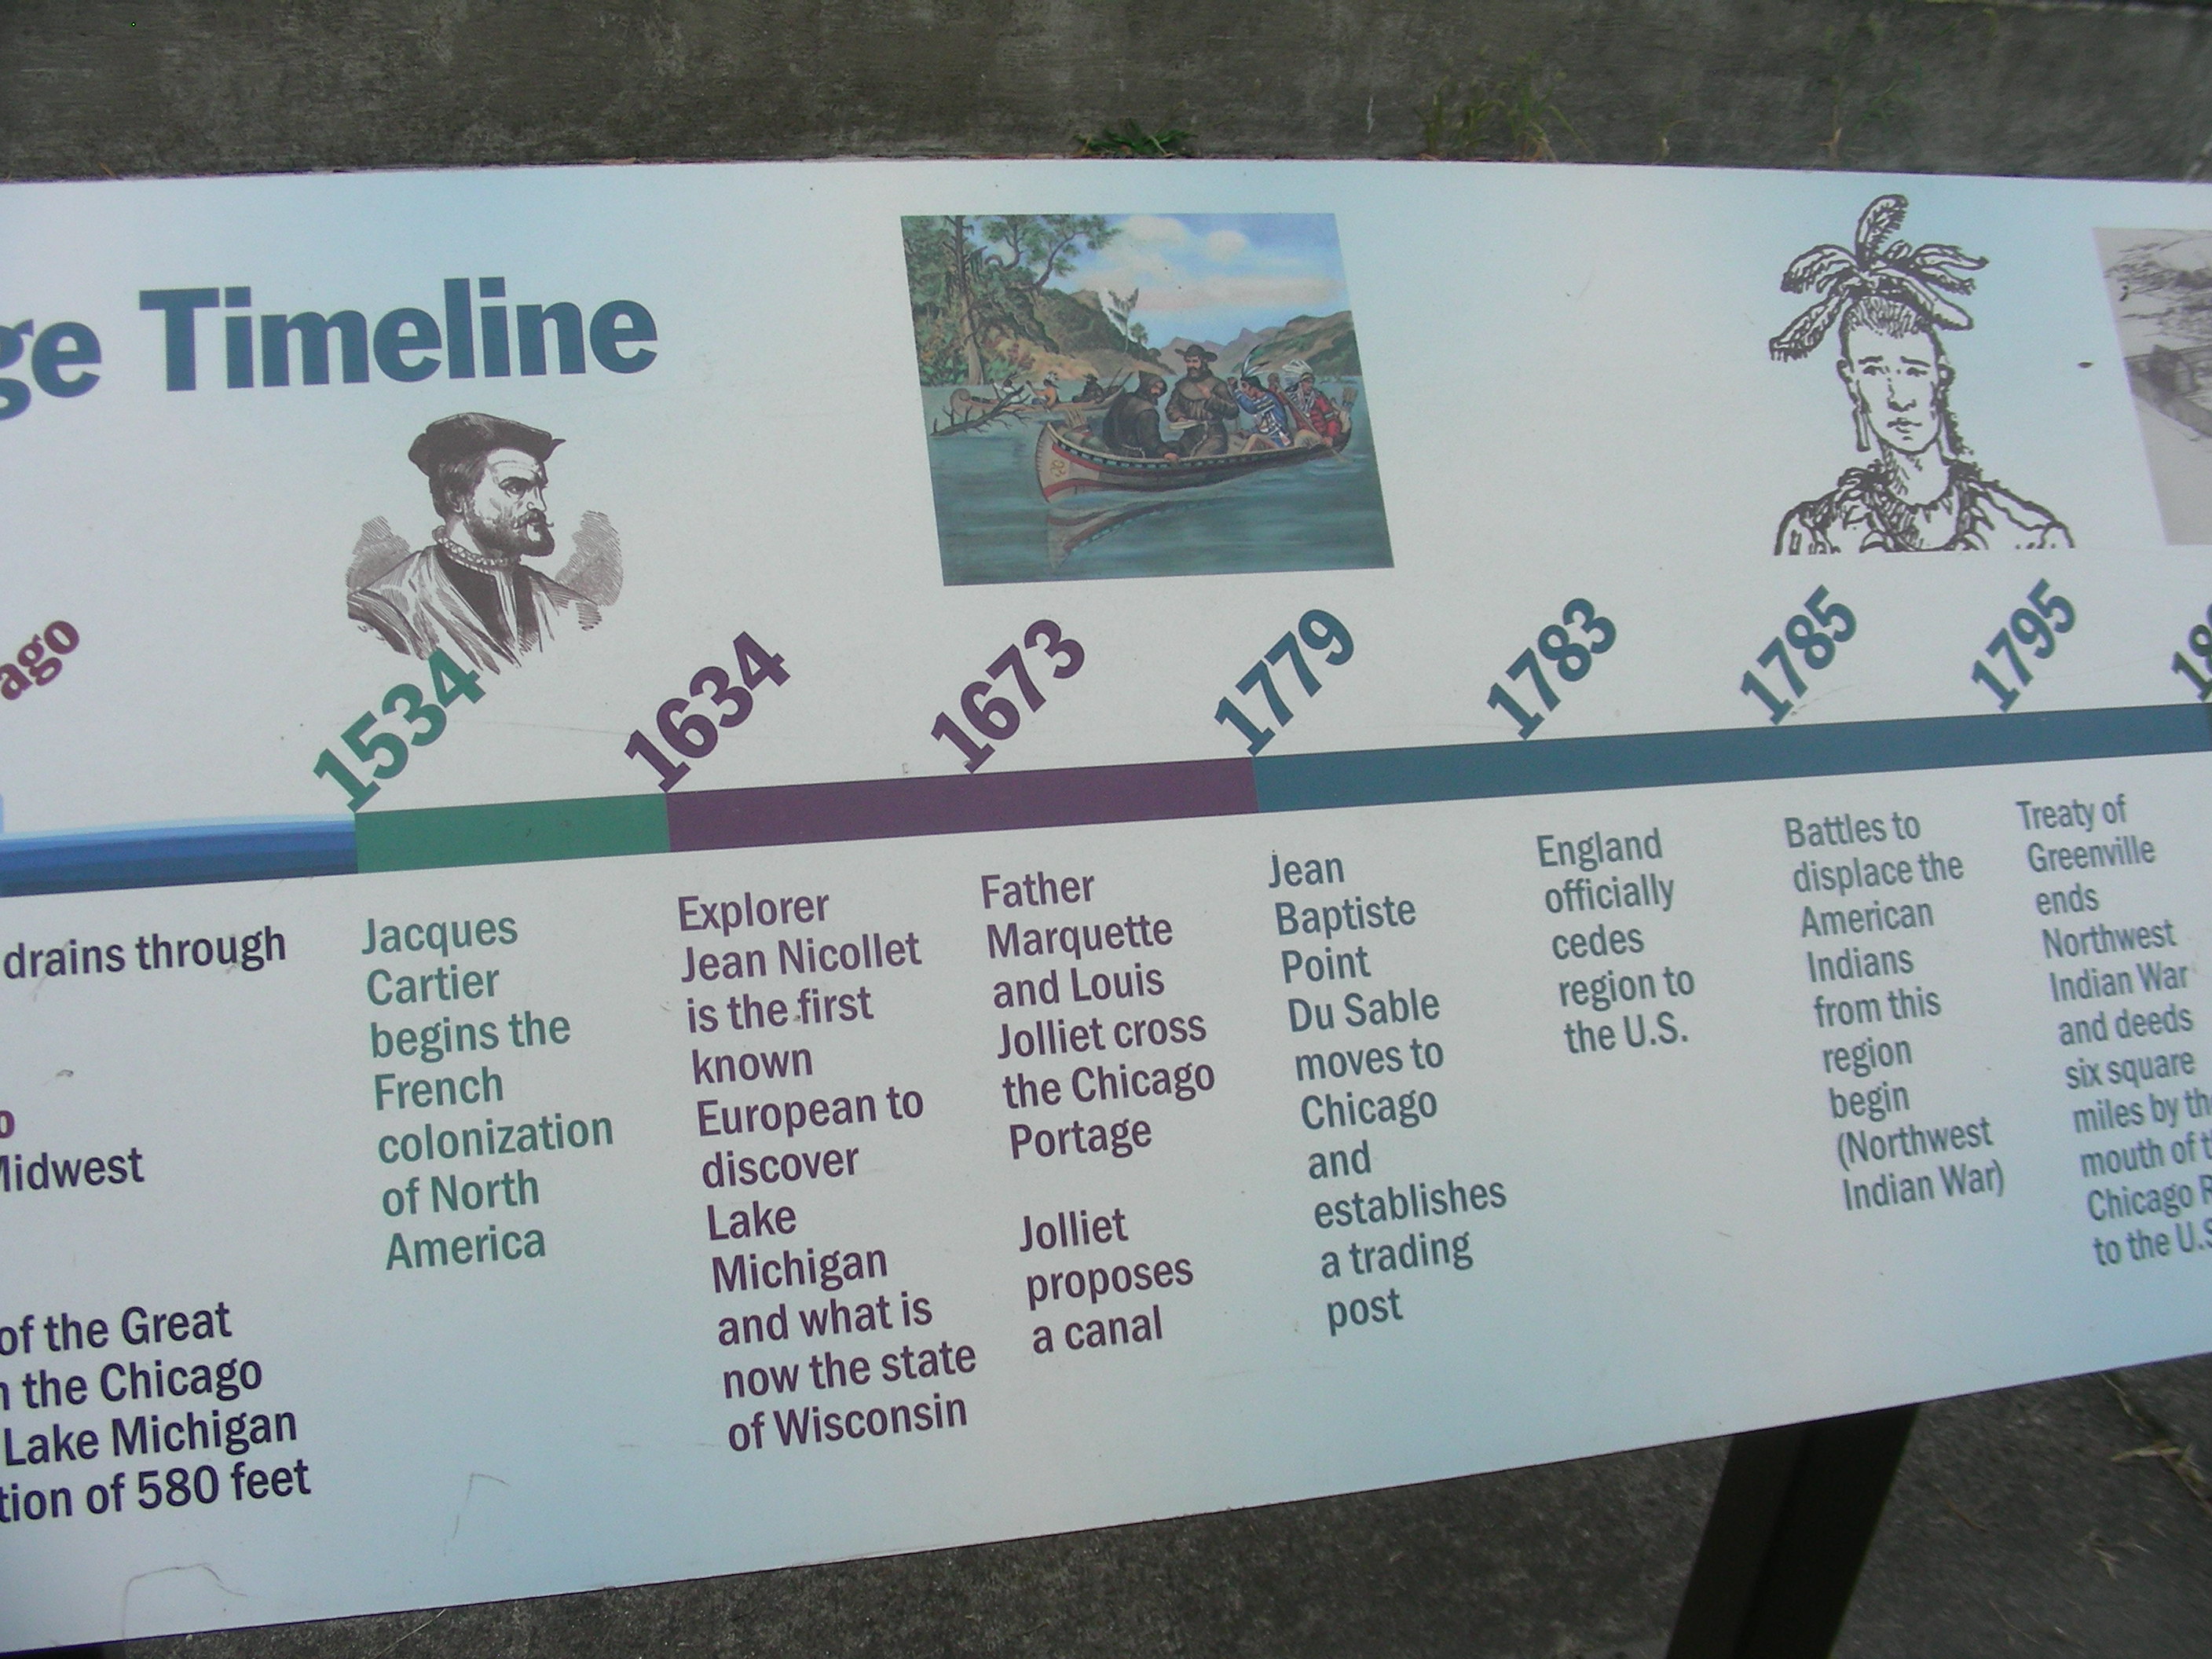 Timeline
ago
1534
1634
1673
1779
1783
1785
1795
drains through
Midwest
of the Great
the Chicago
Lake Michigan
of 580 feet
Jacques
Cartier
begins the
French
colonization
of North
America
Explorer
Jean Nicollet
is the first
known
European to
discover
Lake
Michigan
and what is
now the state
of Wisconsin
Father
Marquette
and Louis
Jolliet cross
the Chicago
Portage
Jolliet
proposes
a canal
Jean
Baptiste
Point
Du Sable
moves to
Chicago
and
establishes
a trading
post
England
officially
cedes
region to
the U.S.
Battles to
displace the
American
Indians
from this
region
begin
(Northwest
Indian War)
Treaty of
Greenville
ends
Northwest
Indian War
and deeds
six square
miles by the
mouth of
Chicago
to the U.S